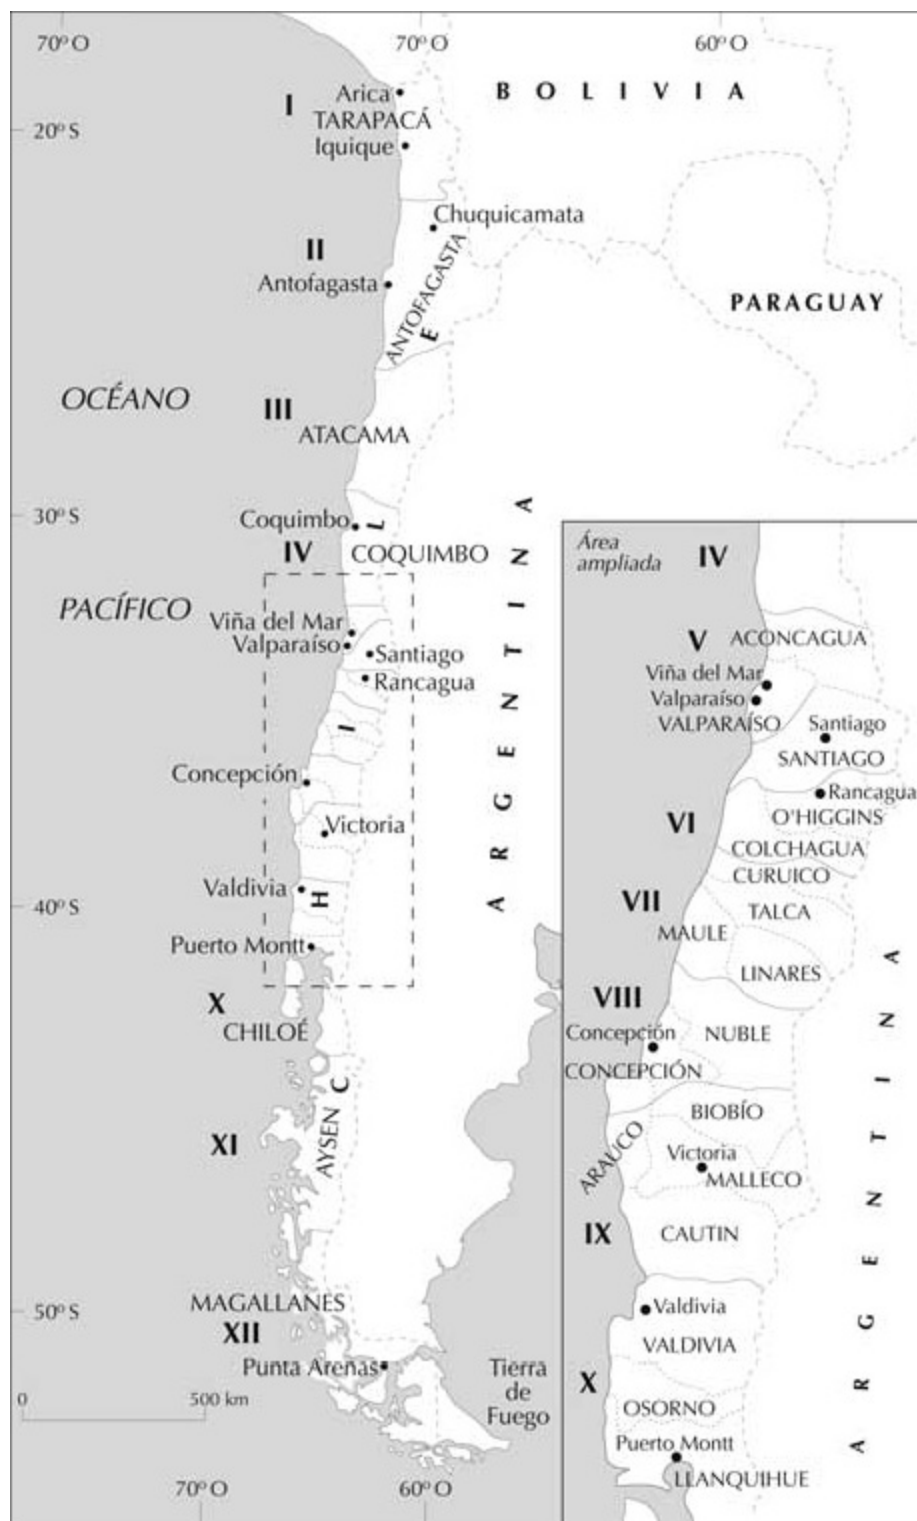 70º O
70º O
60º O
BOLIVIA
I
Arica
TARAPACÁ
20º S
Iquique
Chuquicamata
II
Antofagasta
ANTOFAGASTA
PARAGUAY
OCÉANO
III
ATACAMA
30º S
Coquimbo
IV
COQUIMBO
PACÍFICO
Viña del Mar
Valparaíso
Santiago
Rancagua
Concepción
Victoria
Valdivia
40º S
Puerto Montt
X
CHILOÉ
CHILE
ARGENTINA
XI
AYSEN
50º S
MAGALLANES
XII
Punta Arenas
Tierra
de
Fuego
0 500 km
70º O
60º O
Área
ampliada
IV
V
ACONCAGUA
Viña del Mar
Valparaíso
VALPARAÍSO
Santiago
SANTIAGO
Rancagua
O'HIGGINS
VI
COLCHAGUA
CURUICO
VII
TALCA
MAULE
LINARES
VIII
Concepción
NUBLE
CONCEPCIÓN
BIOBÍO
ARAUCO
Victoria
MALLECO
IX
CAUTIN
Valdivia
VALDIVIA
X
OSORNO
Puerto Montt
LLANQUIHUE
ARGENTINA